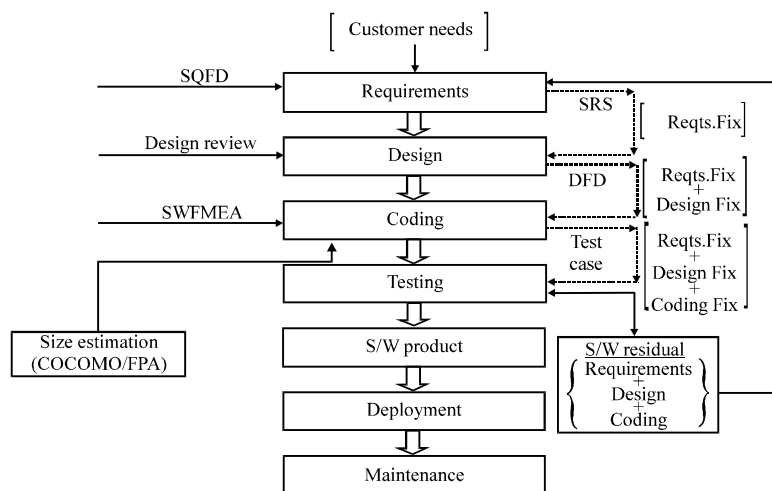 Customer needs
SQFD
Requirements
SRS
[ Reqts.Fix]
Design review
Design
DFD
Reqts.Fix
+
Design Fix
SWFMEA
Coding
Test
case
Reqts.Fix
+
Design Fix
+
Coding Fix
Testing
Size estimation
(COCOMO/FPA)
S/W product
S/W residual
Requirements
+
Design
+
Coding
Deployment
Maintenance